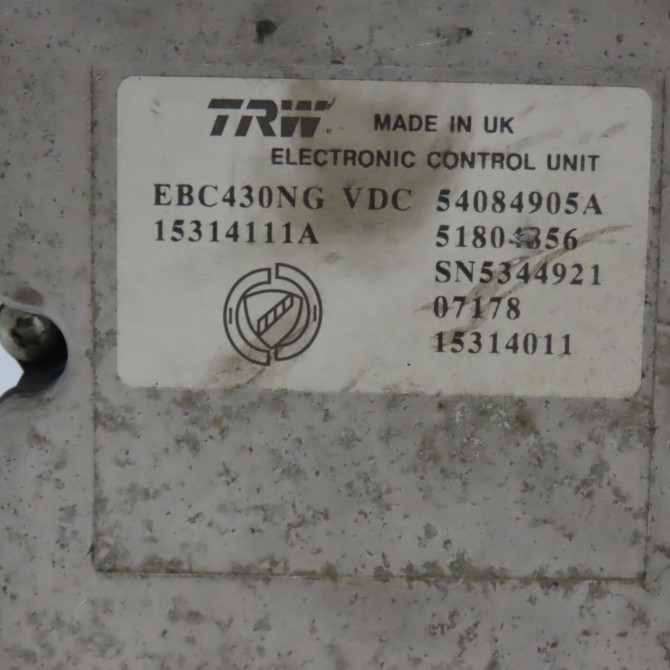 TRW. MADE IN UK
ELECTRONIC CONTROL UNIT
EBC430NG VDC 54084905A
15314111A
SN5344921
07178
15314011